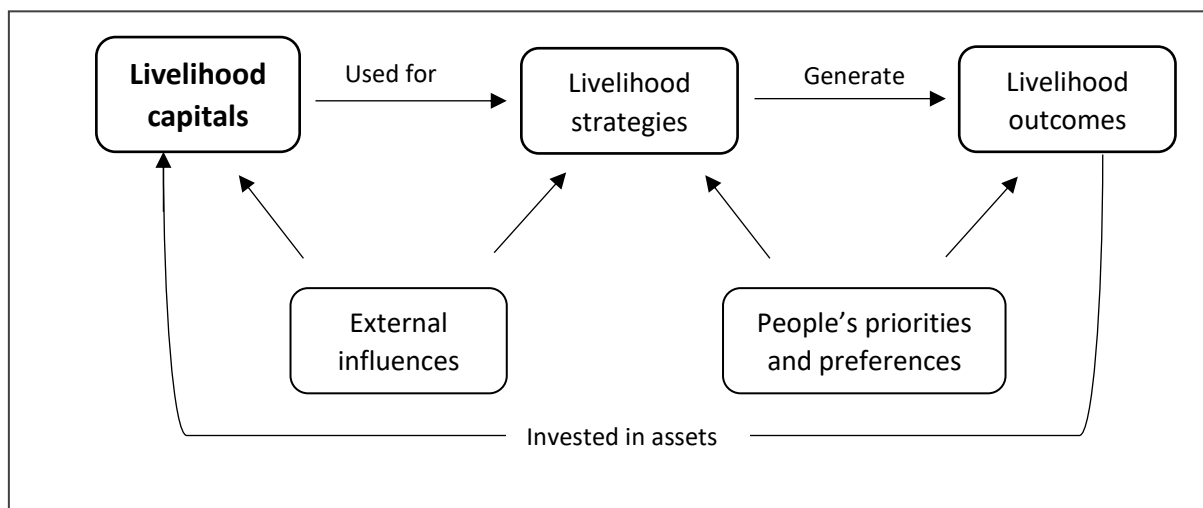 Livelihood
capitals
Used for
Livelihood
strategies
Generate
Livelihood
outcomes
External
influences
People’s priorities
and preferences
Invested in assets